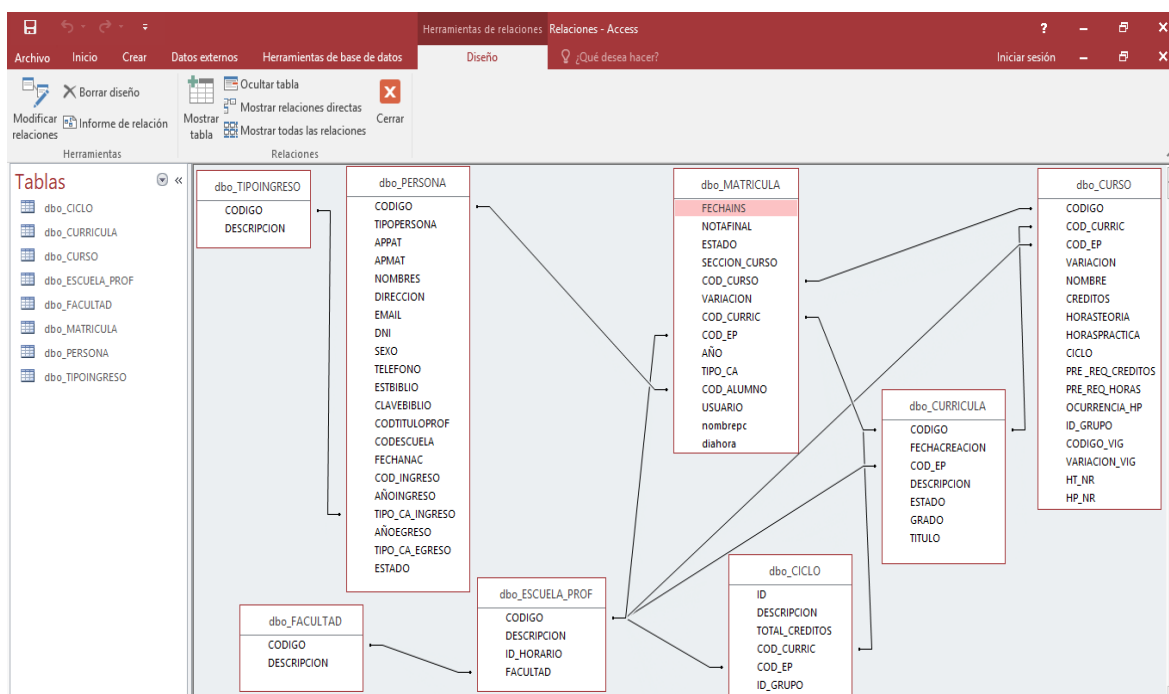 Herramientas de relaciones Relaciones - Access
?
Archivo Inicio Crear Datos externos Herramientas de base de datos Diseño ¿Qué desea hacer? Iniciar sesión
Modificar relaciones
Borrar diseño
Informe de relación
Herramientas
Mostrar tabla
Ocultar tabla
Mostrar relaciones directas
Mostrar todas las relaciones
Relaciones
Cerrar
Tablas
dbo_CICLO
dbo_CURRICULA
dbo_CURSO
dbo_ESCUELA_PROF
dbo_FACULTAD
dbo_MATRICULA
dbo_PERSONA
dbo_TIPOINGRESO
dbo_TIPOINGRESO
CODIGO
DESCRIPCION
dbo_PERSONA
CODIGO
TIPOPERSONA
APPAT
APMAT
NOMBRES
DIRECCION
EMAIL
DNI
SEXO
TELEFONO
ESTBIBLIO
CLAVEBIBLIO
CODTITULOPROF
CODESCUELA
FECHANAC
COD_INGRESO
AÑOINGRESO
TIPO_CA_INGRESO
AÑOEGRESO
TIPO_CA_EGRESO
ESTADO
dbo_MATRICULA
FECHAINS
NOTAFINAL
ESTADO
SECCION_CURSO
COD_CURSO
VARIACION
COD_CURRIC
COD_EP
AÑO
TIPO_CA
COD_ALUMNO
USUARIO
nombrepc
diahora
dbo_CURSO
CODIGO
COD_CURRIC
COD_EP
VARIACION
NOMBRE
CREDITOS
HORASTEORIA
HORASPRACTICA
CICLO
PRE_REQ_CREDITOS
PRE_REQ_HORAS
OCURRENCIA_HP
ID_GRUPO
CODIGO_VIG
VARIACION_VIG
HT_NR
HP_NR
dbo_CURRICULA
CODIGO
FECHACREACION
COD_EP
DESCRIPCION
ESTADO
GRADO
TITULO
dbo_FACULTAD
CODIGO
DESCRIPCION
dbo_ESCUELA_PROF
CODIGO
DESCRIPCION
ID_HORARIO
FACULTAD
dbo_CICLO
ID
DESCRIPCION
TOTAL_CREDITOS
COD_CURRIC
COD_EP
ID_GRUPO